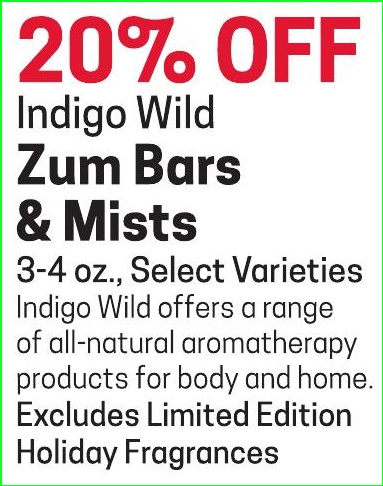 20% OFF
Indigo Wild
Zum Bars
& Mists
3-4 oz., Select Varieties
Indigo Wild offers a range
of all-natural aromatherapy
products for body and home.
Excludes Limited Edition
Holiday Fragrances